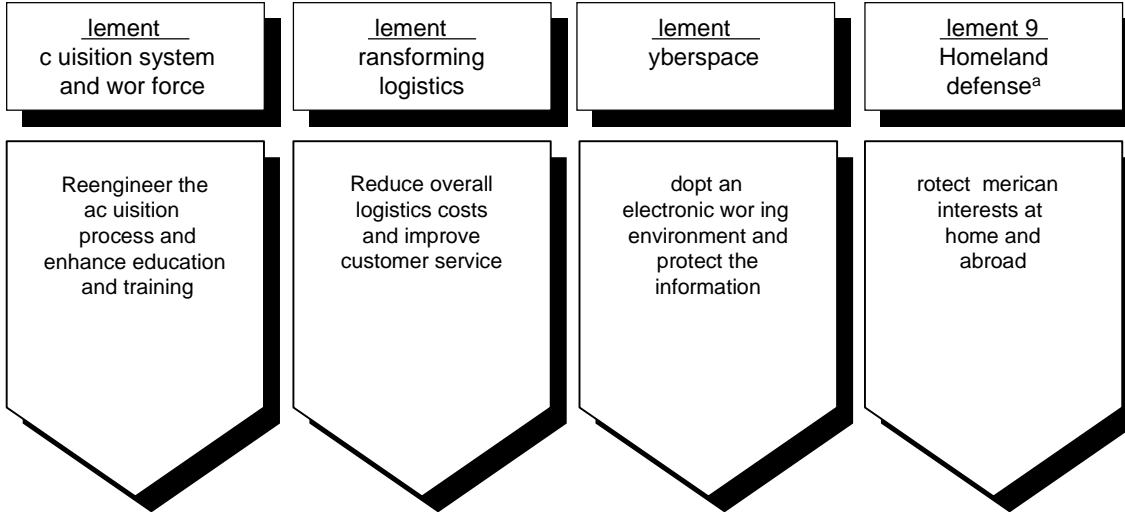 lement
c uisition system
and wor force
Reengineer the
ac uisition
process and
enhance education
and training
lement
ransforming
logistics
Reduce overall
logistics costs
and improve
customer service
lement
yberspace
dopt an
electronic wor ing
environment and
protect the
information
lement 9
Homeland
defenseᵃ
rotect merican
interests at
home and
abroad